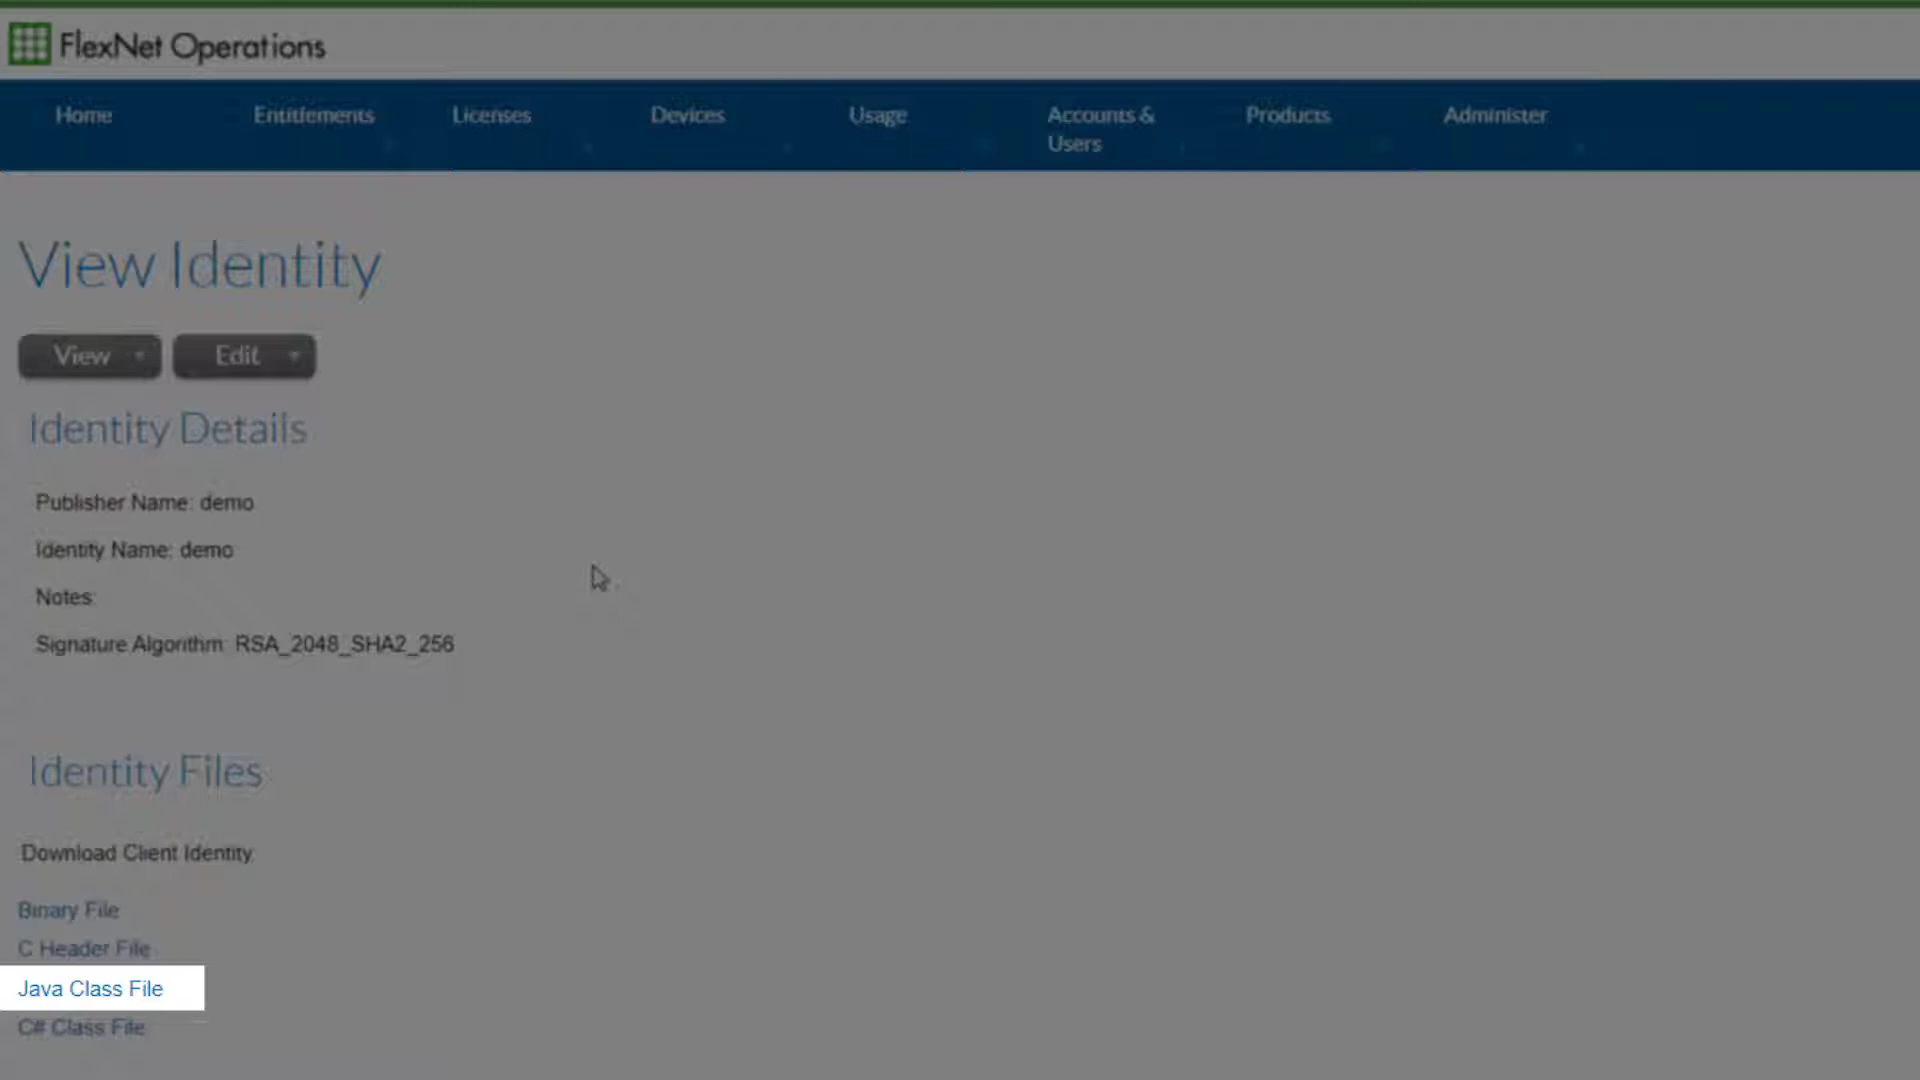 FlexNet Operations
Home
Entitlements
Licenses
Devices
Usage
Accounts &
Users
Products
Administer
View Identity
View
Edit
Identity Details
Publisher Name: demo
Identity Name: demo
Notes:
Signature Algorithm: RSA_2048_SHA2_256
Identity Files
Download Client Identity
Binary File
C Header File
Java Class File
C# Class File